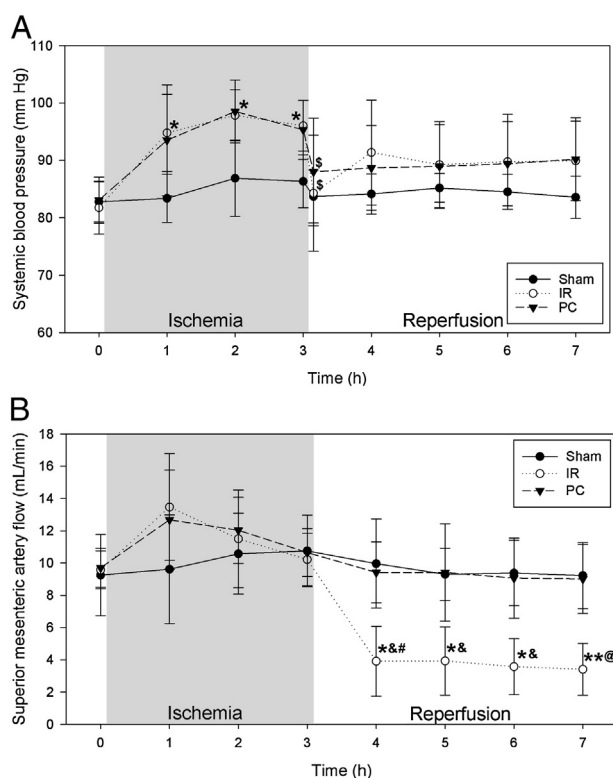 A
Systemic blood pressure (mm Hg)
110
100
90
80
70
60
*
*
*
$
$
Ischemia
Reperfusion
Sham
IR
PC
0 1 2 3 4 5 6 7
Time (h)
B
Superior mesenteric artery flow (mL/min)
18
16
14
12
10
8
6
4
2
0
Sham
IR
PC
*&#
*&
*&
**@
Ischemia
Reperfusion
0 1 2 3 4 5 6 7
Time (h)